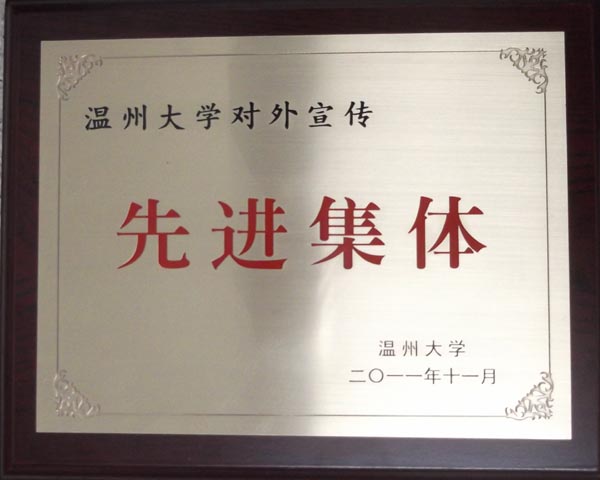 温州大学对外宣传
先进集体
温州大学
二〇一一年十一月